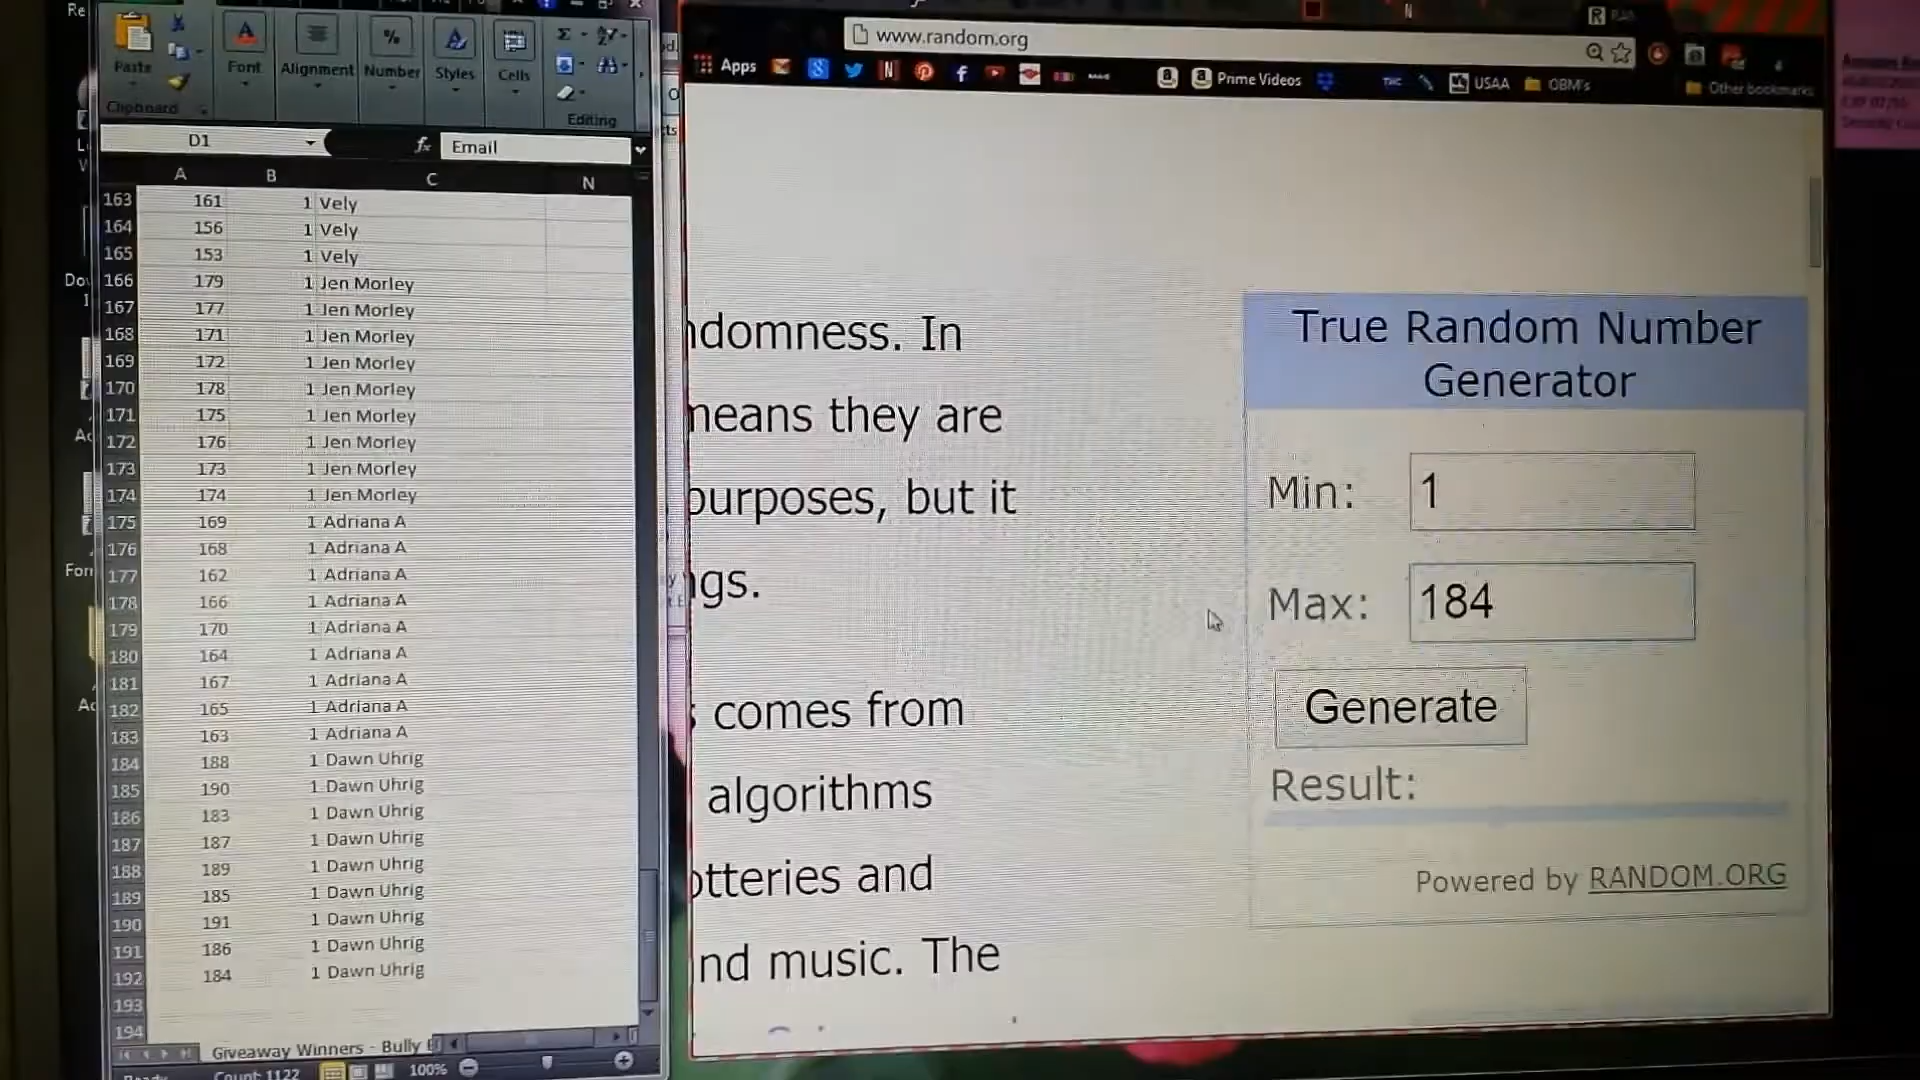 Paste
Font
Alignment
Number
Styles
Cells
Clipboard
Editing
D1
fx
Email
A B C N
163 161 1 Vely
164 156 1 Vely
165 153 1 Vely
166 179 1 Jen Morley
167 177 1 Jen Morley
168 171 1 Jen Morley
169 172 1 Jen Morley
170 178 1 Jen Morley
171 175 1 Jen Morley
172 176 1 Jen Morley
173 173 1 Jen Morley
174 174 1 Jen Morley
175 169 1 Adriana A
176 168 1 Adriana A
177 162 1 Adriana A
178 166 1 Adriana A
179 170 1 Adriana A
180 164 1 Adriana A
181 167 1 Adriana A
182 165 1 Adriana A
183 163 1 Adriana A
184 188 1 Dawn Uhrig
185 190 1 Dawn Uhrig
186 183 1 Dawn Uhrig
187 187 1 Dawn Uhrig
188 189 1 Dawn Uhrig
189 185 1 Dawn Uhrig
190 191 1 Dawn Uhrig
191 186 1 Dawn Uhrig
192 184 1 Dawn Uhrig
193
194
Giveaway Winners - Bully
Ready Count: 1122 100%
www.random.org
Apps Prime Videos USAA OBM's Other bookmarks
ndomness. In
means they are
purposes, but it
ngs.
s comes from
algorithms
otteries and
nd music. The
True Random Number
Generator
Min: 1
Max: 184
Generate
Result:
Powered by RANDOM.ORG